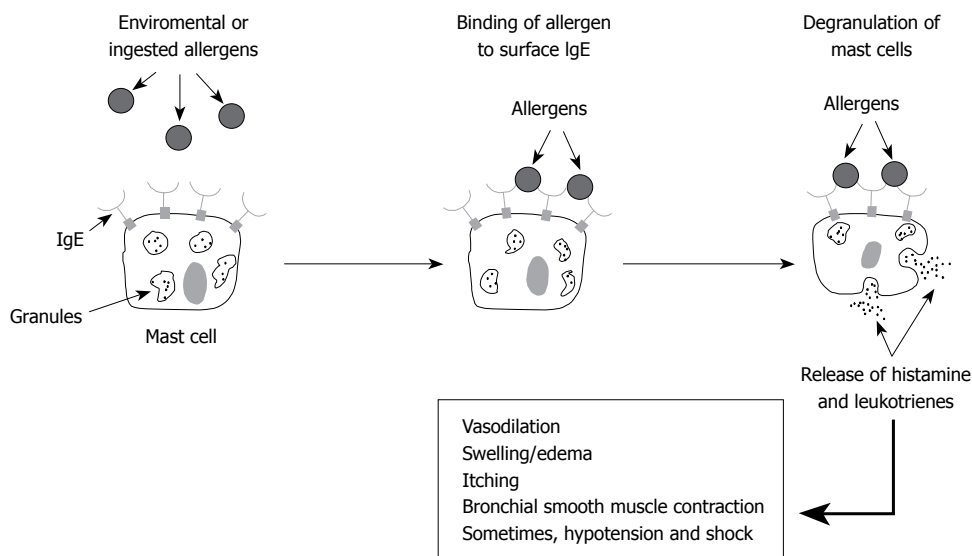 Enviromental or
ingested allergens
Binding of allergen
to surface IgE
Degranulation of
mast cells
Allergens
Allergens
IgE
Granules
Mast cell
Release of histamine
and leukotrienes
Vasodilation
Swelling/edema
Itching
Bronchial smooth muscle contraction
Sometimes, hypotension and shock